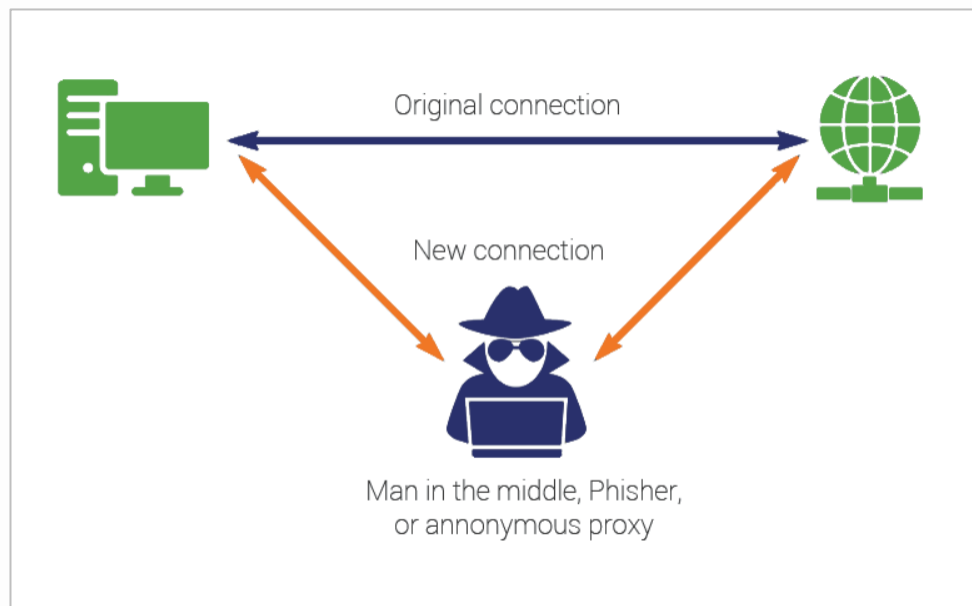 Original connection
New connection
Man in the middle, Phisher,
or annonymous proxy